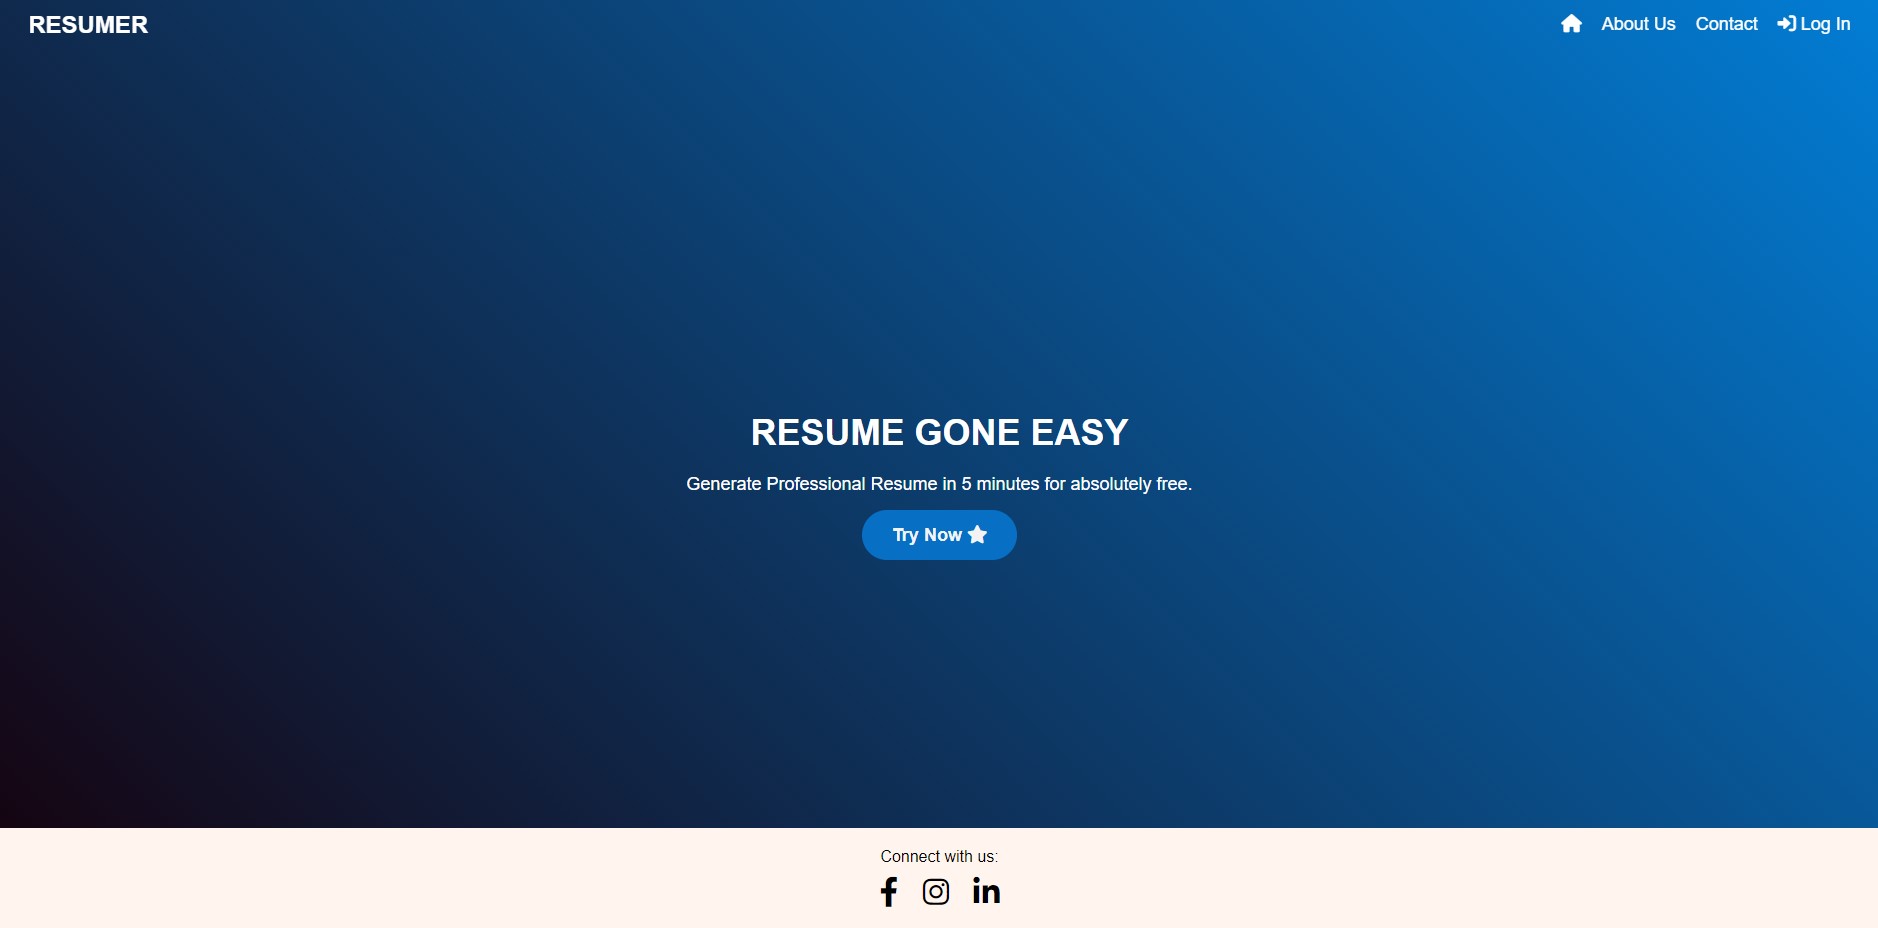 RESUMER
About Us
Contact
Log In
RESUME GONE EASY
Generate Professional Resume in 5 minutes for absolutely free.
Try Now
Connect with us: